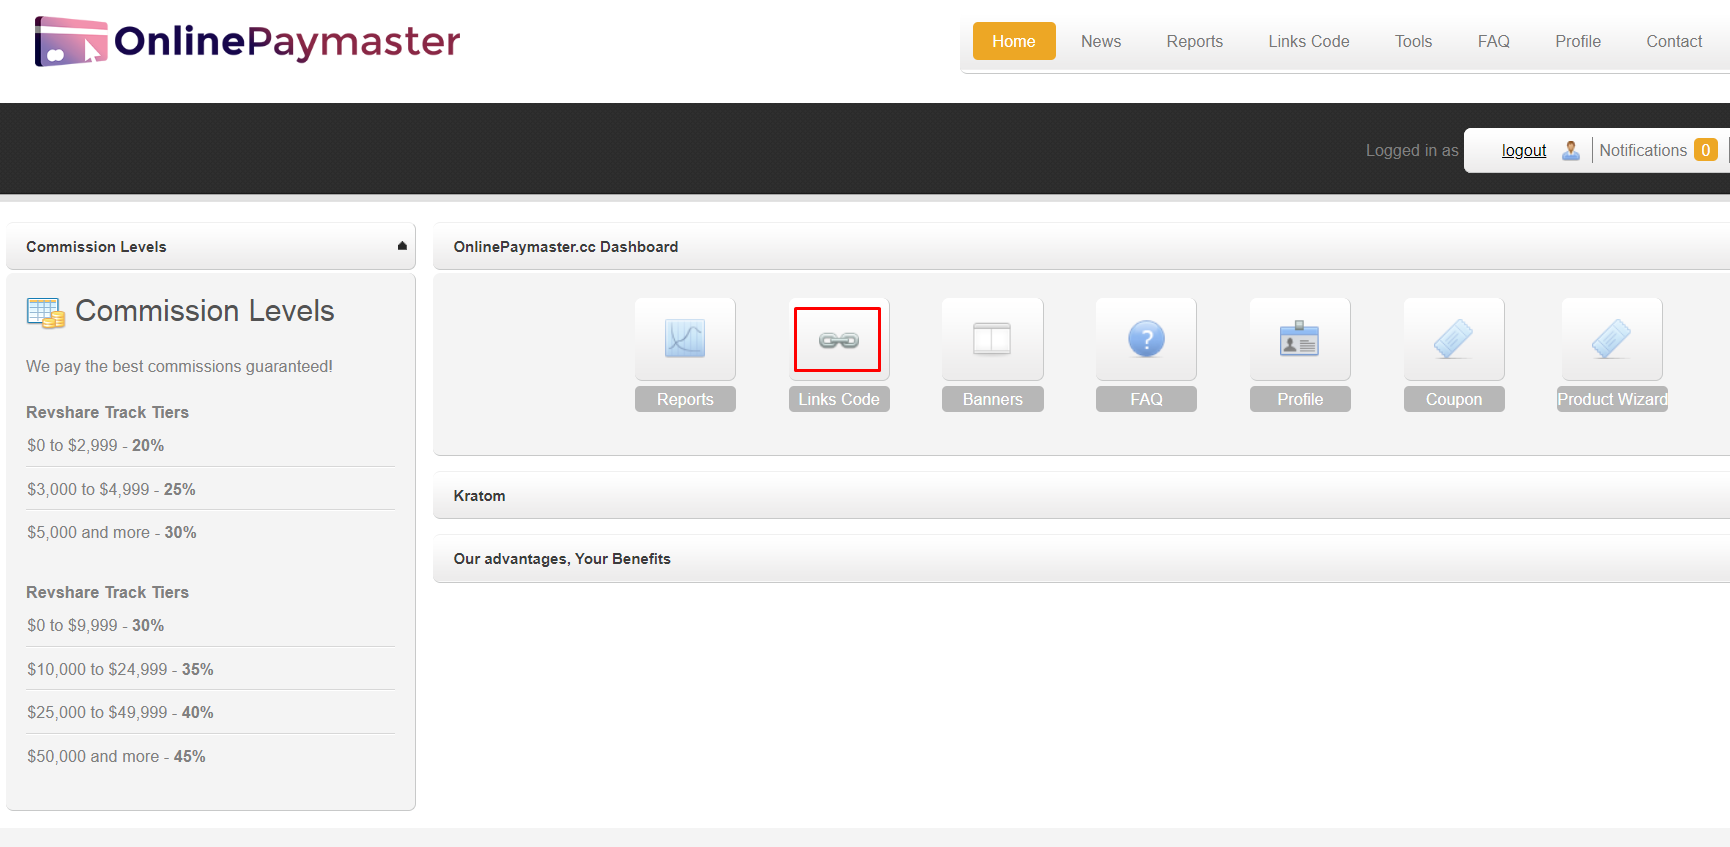 OnlinePaymaster
Home News Reports Links Code Tools FAQ Profile Contact
Logged in as logout Notifications 0
Commission Levels
Commission Levels
We pay the best commissions guaranteed!
Revshare Track Tiers
$0 to $2,999 - 20%
$3,000 to $4,999 - 25%
$5,000 and more - 30%
Revshare Track Tiers
$0 to $9,999 - 30%
$10,000 to $24,999 - 35%
$25,000 to $49,999 - 40%
$50,000 and more - 45%
OnlinePaymaster.cc Dashboard
Reports Links Code Banners FAQ Profile Coupon Product Wizard
Kratom
Our advantages, Your Benefits